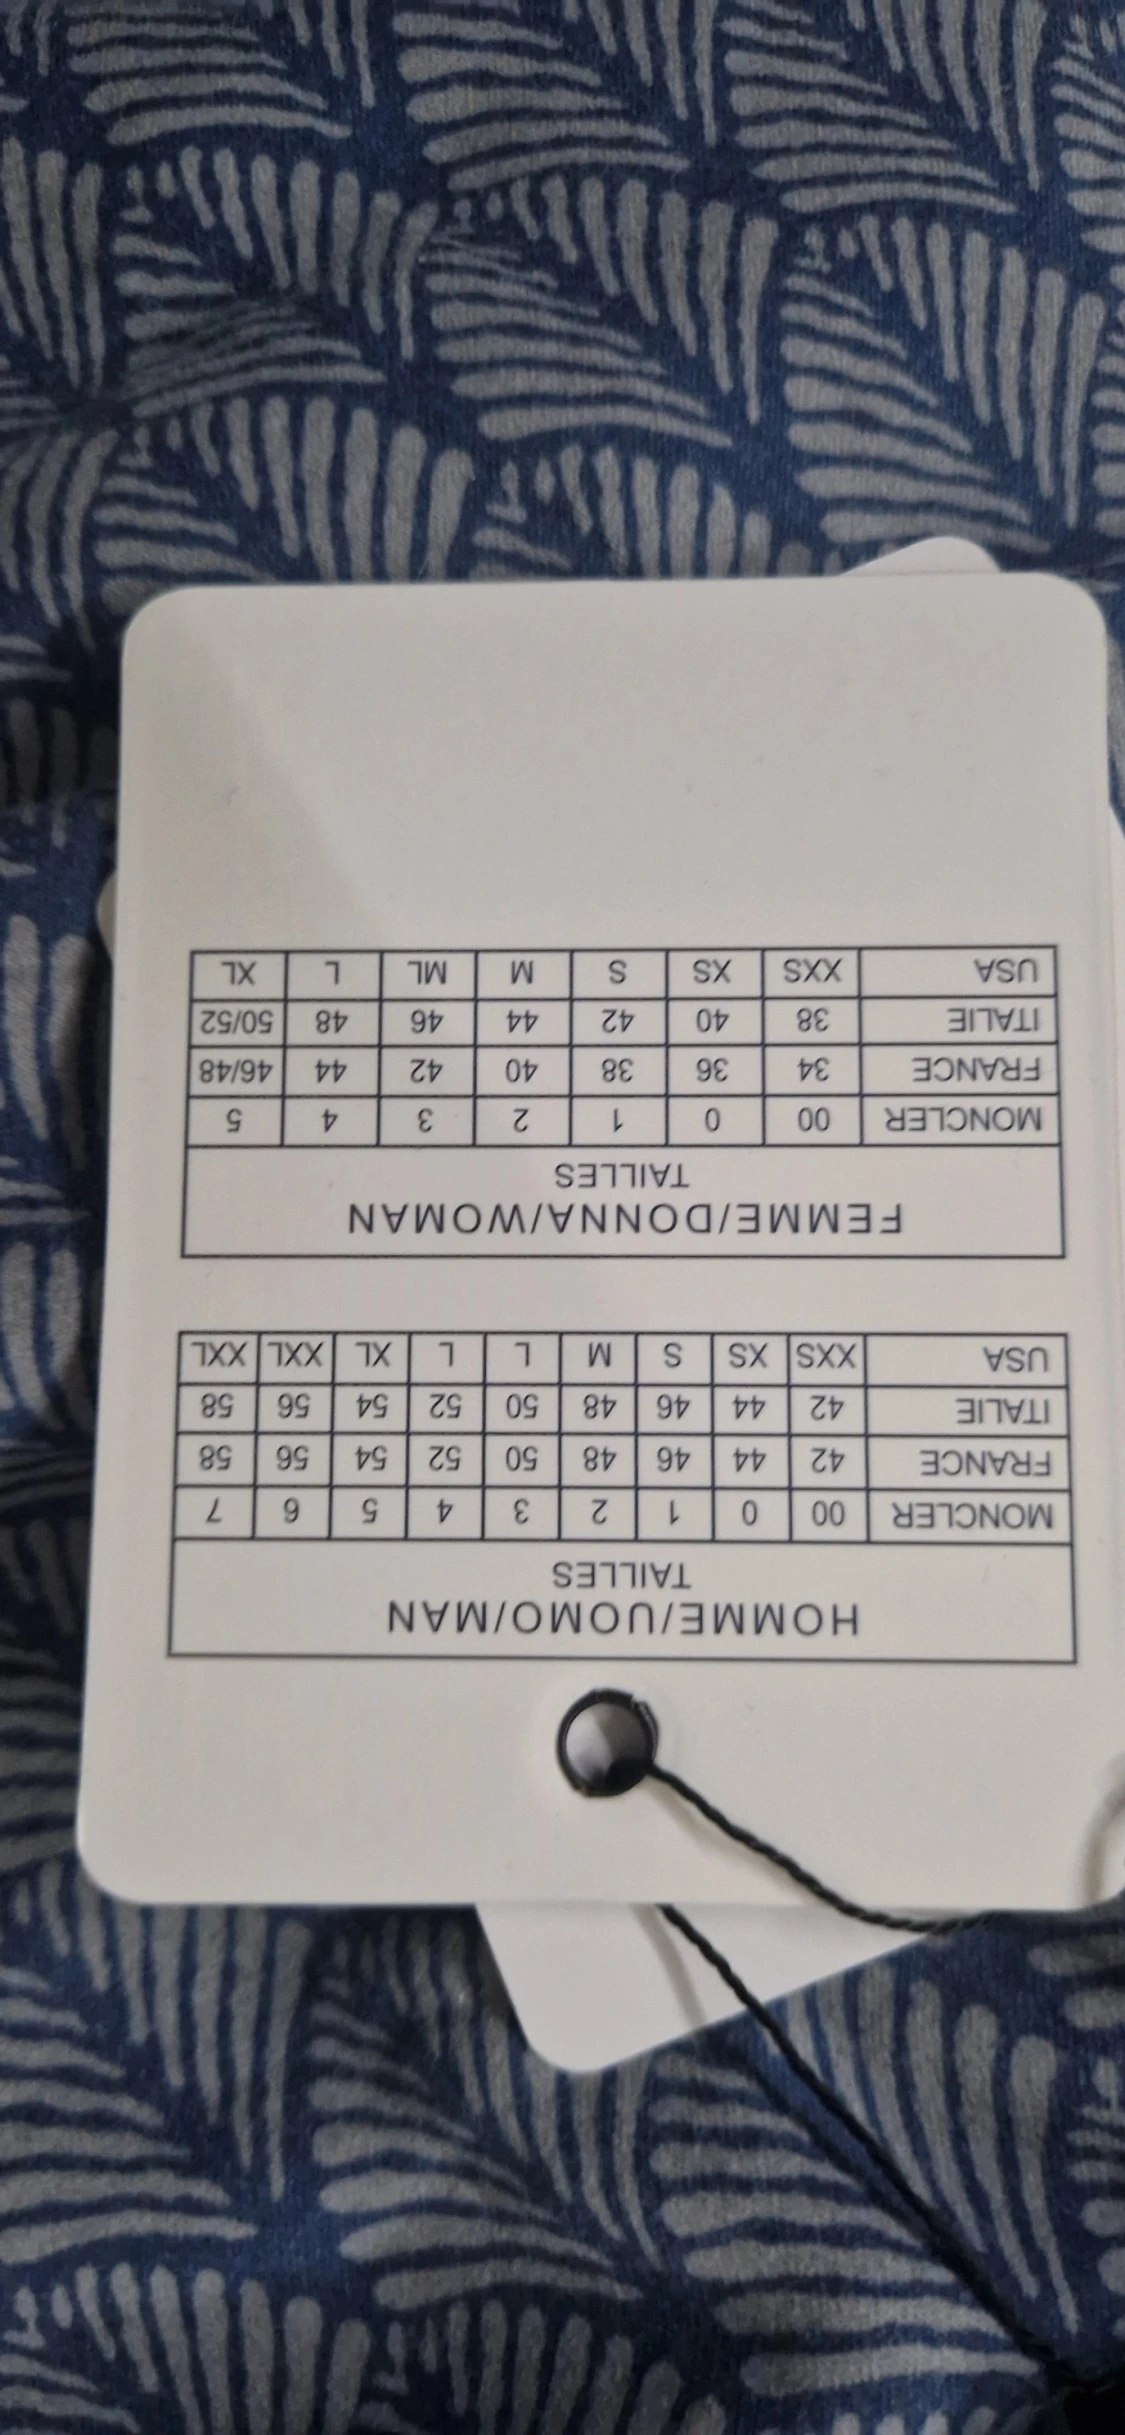 HOMME/UOMO/MAN
TAILLES
MONCLER 00 0 1 2 3 4 5 6 7
FRANCE 42 44 46 48 50 52 54 56 58
ITALIE 42 44 46 48 50 52 54 56 58
USA XXS XS S M L L XL XXL XXL
FEMME/DONNA/WOMAN
TAILLES
MONCLER 00 0 1 2 3 4 5
FRANCE 34 36 38 40 42 44 46/48
ITALIE 38 40 42 44 46 48 50/52
USA XXS XS S M ML L XL